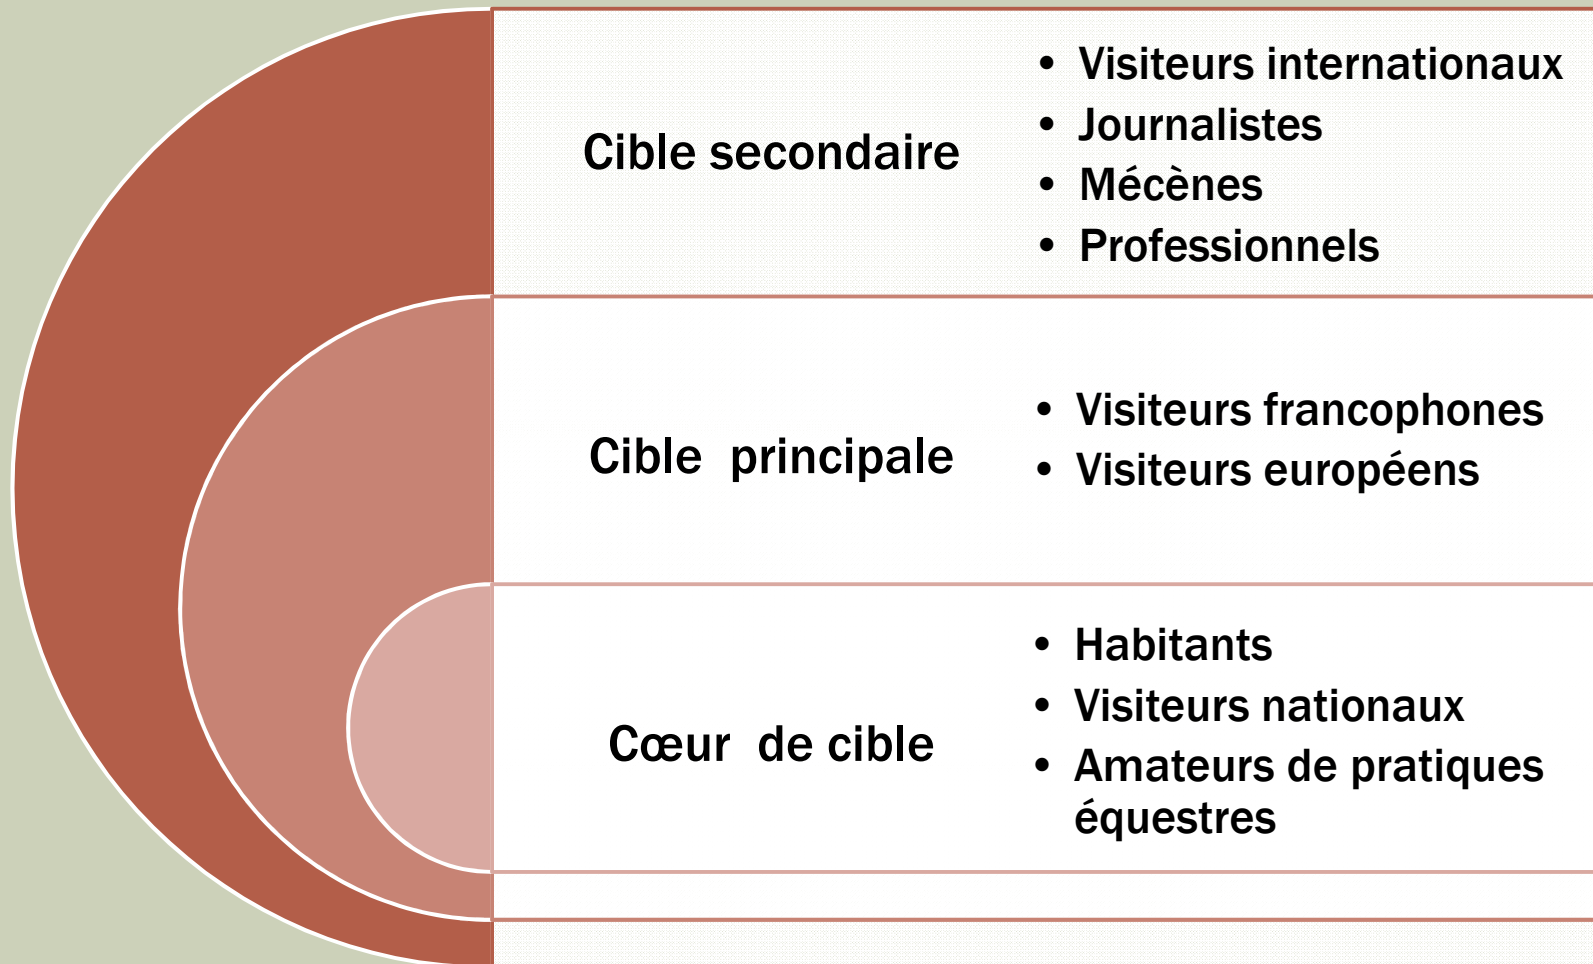 Cible secondaire
• Visiteurs internationaux
• Journalistes
• Mécènes
• Professionnels
Cible principale
• Visiteurs francophones
• Visiteurs européens
Cœur de cible
• Habitants
• Visiteurs nationaux
• Amateurs de pratiques
équestres